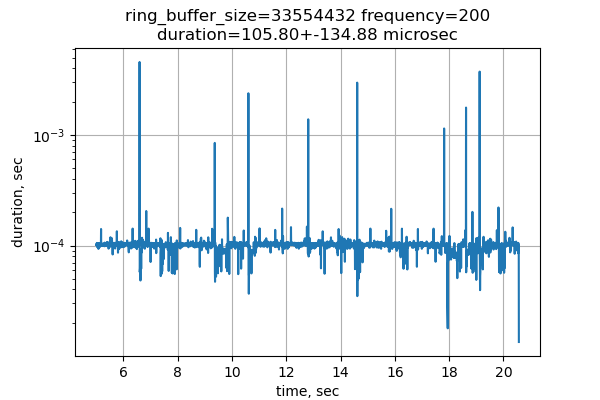 ring_buffer_size=33554432 frequency=200
duration=105.80+-134.88 microsec
duration, sec
10⁻³
10⁻⁴
6 8 10 12 14 16 18 20
time, sec